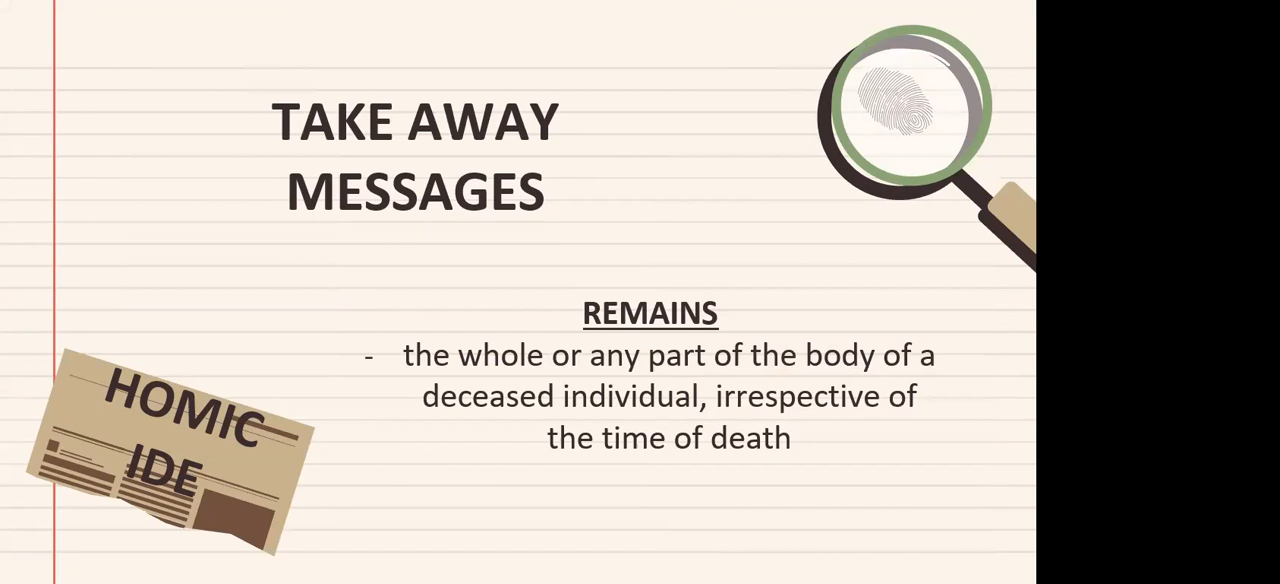 TAKE AWAY
MESSAGES
REMAINS
- the whole or any part of the body of a
deceased individual, irrespective of
the time of death
HOMIC
IDE